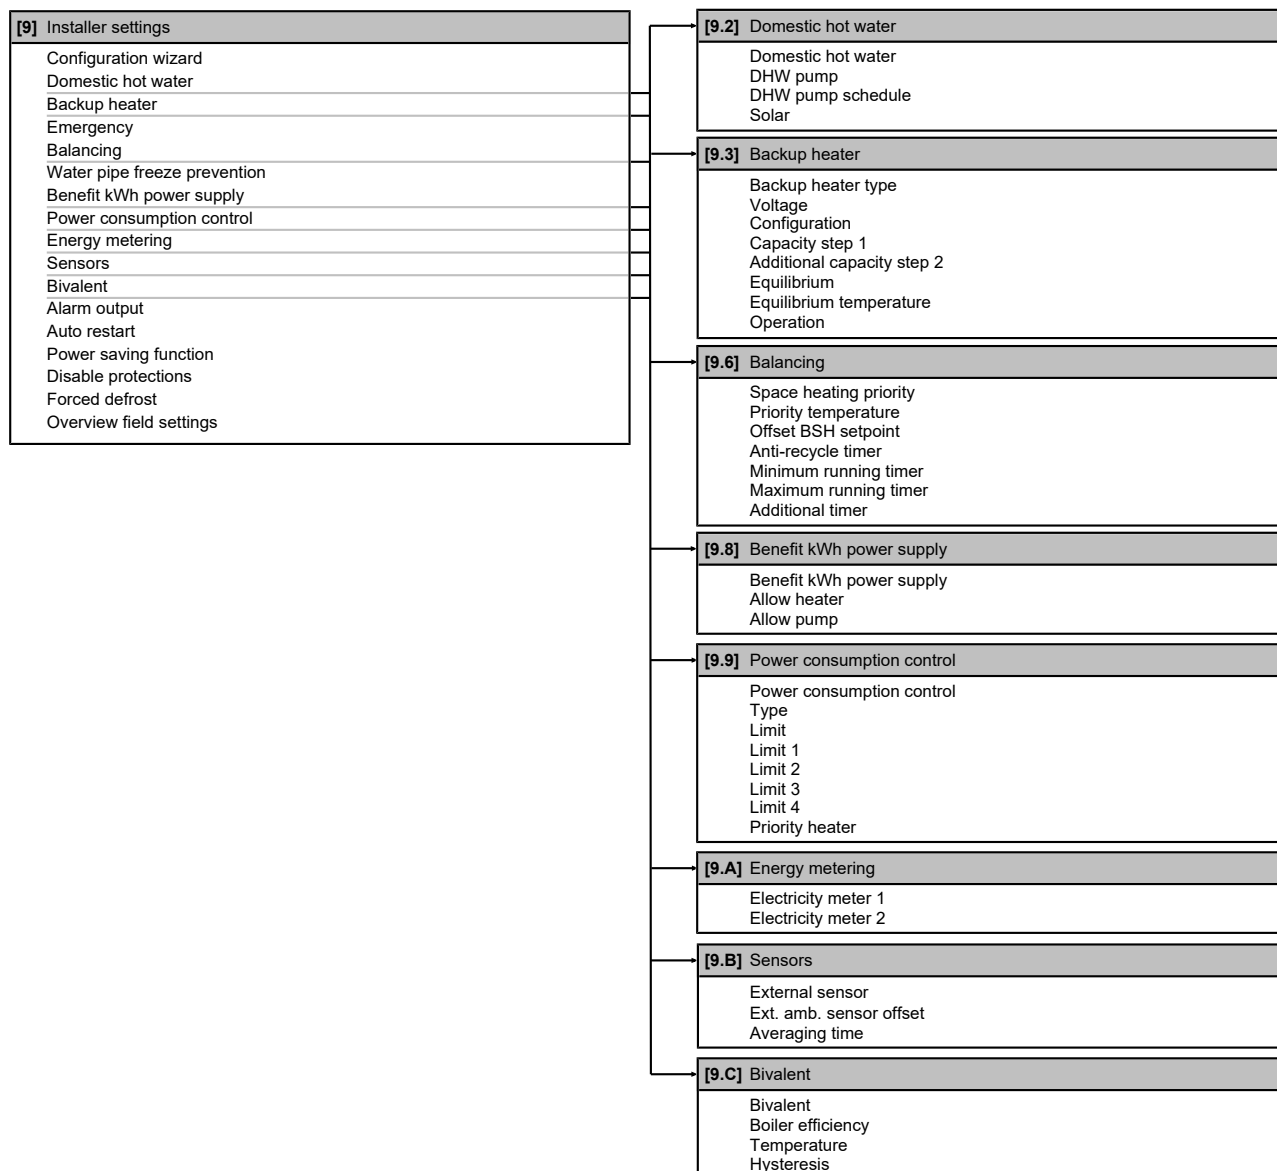 [9] Installer settings
Configuration wizard
Domestic hot water
Backup heater
Emergency
Balancing
Water pipe freeze prevention
Benefit kWh power supply
Power consumption control
Energy metering
Sensors
Bivalent
Alarm output
Auto restart
Power saving function
Disable protections
Forced defrost
Overview field settings
[9.2] Domestic hot water
Domestic hot water
DHW pump
DHW pump schedule
Solar
[9.3] Backup heater
Backup heater type
Voltage
Configuration
Capacity step 1
Additional capacity step 2
Equilibrium
Equilibrium temperature
Operation
[9.6] Balancing
Space heating priority
Priority temperature
Offset BSH setpoint
Anti-recycle timer
Minimum running timer
Maximum running timer
Additional timer
[9.8] Benefit kWh power supply
Benefit kWh power supply
Allow heater
Allow pump
[9.9] Power consumption control
Power consumption control
Type
Limit
Limit 1
Limit 2
Limit 3
Limit 4
Priority heater
[9.A] Energy metering
Electricity meter 1
Electricity meter 2
[9.B] Sensors
External sensor
Ext. amb. sensor offset
Averaging time
[9.C] Bivalent
Bivalent
Boiler efficiency
Temperature
Hysteresis